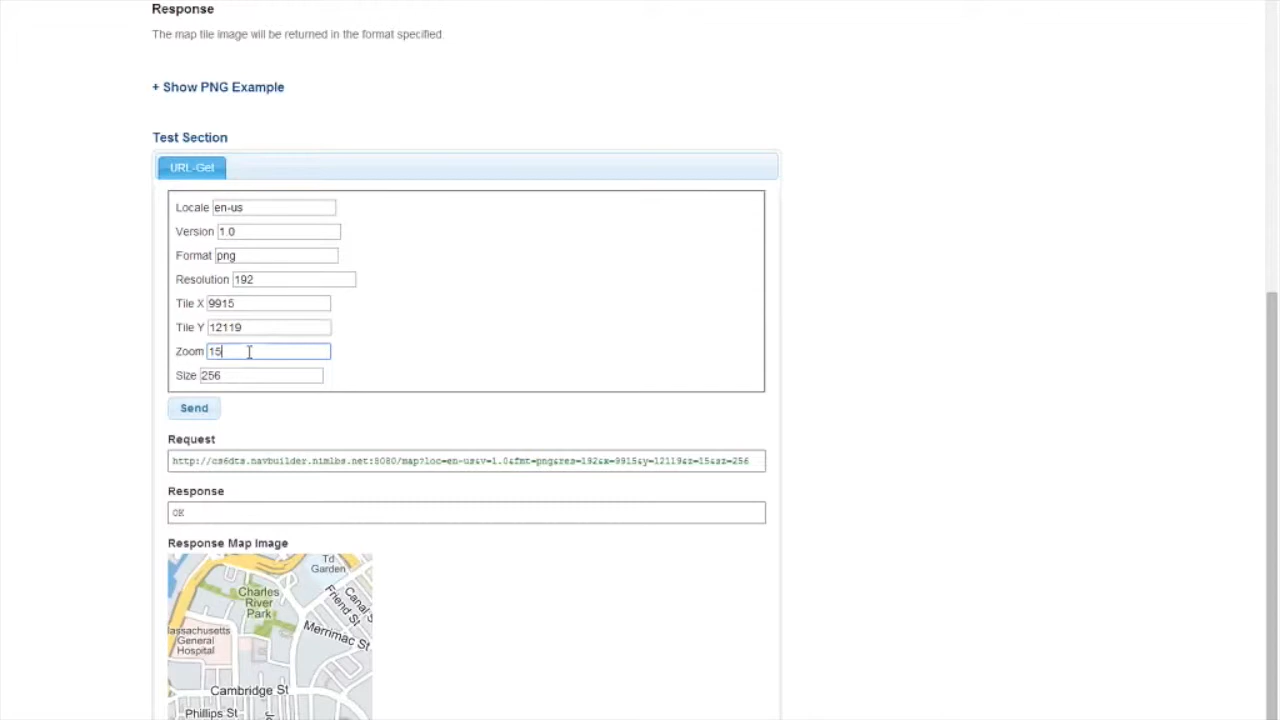 Response
The map tile image will be returned in the format specified.
+ Show PNG Example
Test Section
URL-Get
Locale en-us
Version 1.0
Format png
Resolution 192
Tile X 9915
Tile Y 12119
Zoom 15
Size 256
Send
Request
http://cs6dts.navbuilder.nimlbs.net:8080/map?loc=en-us&v=1.0&fmt=png&res=192&x=9915&y=12119&z=15&sz=256
Response
OK
Response Map Image
Td
Garden
Charles
River
Park
Canal S
Friend St
Merrimac St
assachusetts
General
Hospital
Cambridge St
Phillips St